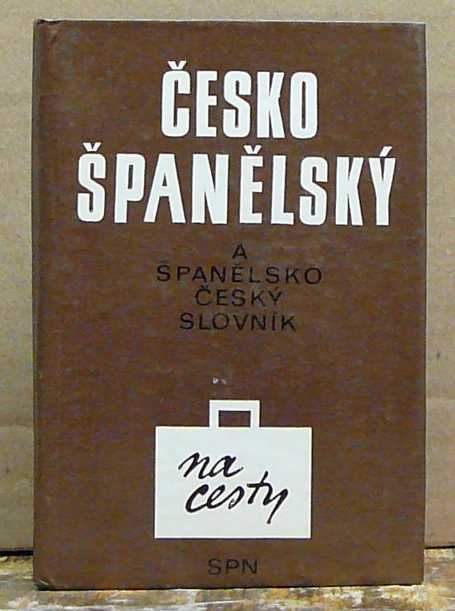 ČESKO
ŠPANĚLSKÝ
A
ŠPANĚLSKO
ČESKÝ
SLOVNÍK
na
cesty
SPN